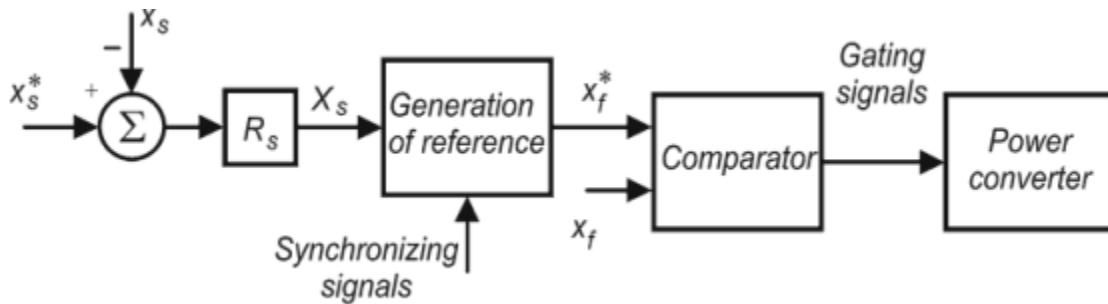 x_s
−
x_s^*
+
Σ
R_s
X_s
Generation
of reference
Synchronizing
signals
x_f^*
x_f
Comparator
Gating
signals
Power
converter